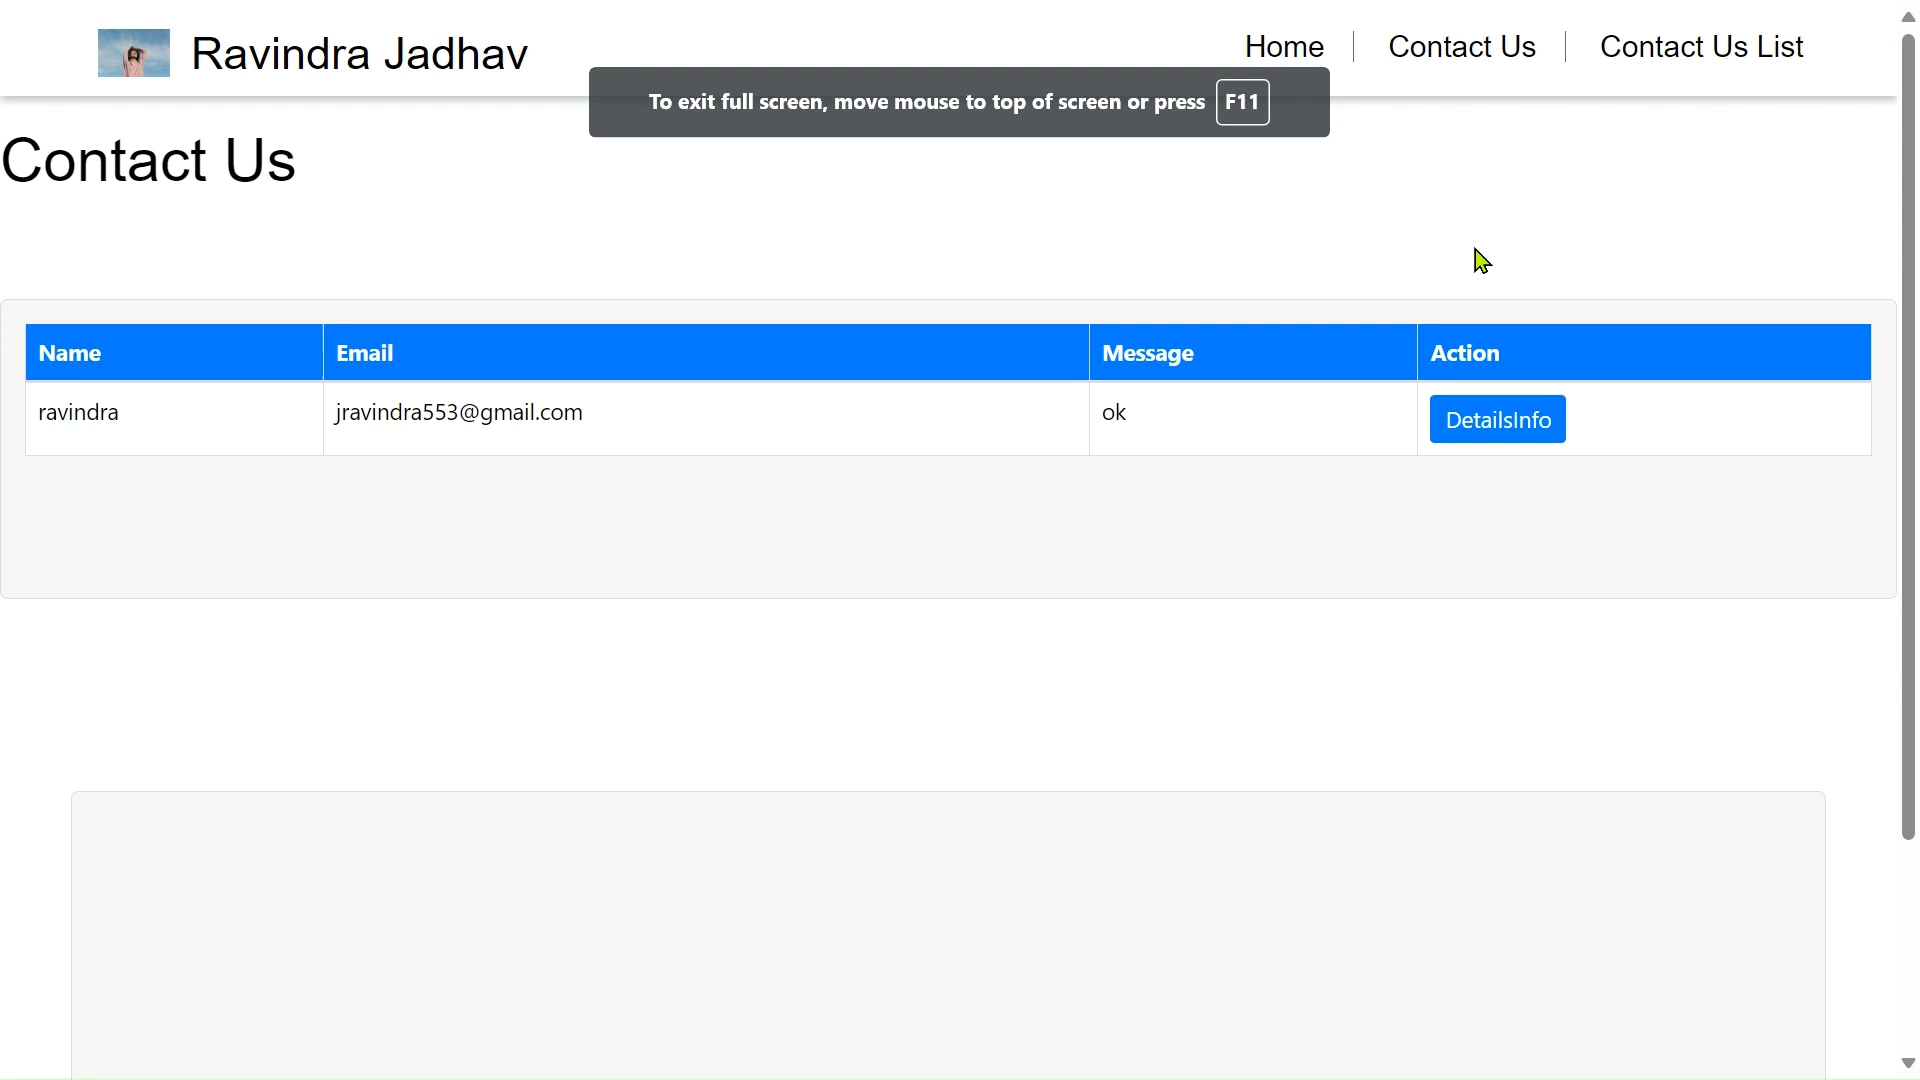 Ravindra Jadhav
Home
Contact Us
Contact Us List
To exit full screen, move mouse to top of screen or press F11
Contact Us
Name Email Message Action
ravindra jravindra553@gmail.com ok DetailsInfo